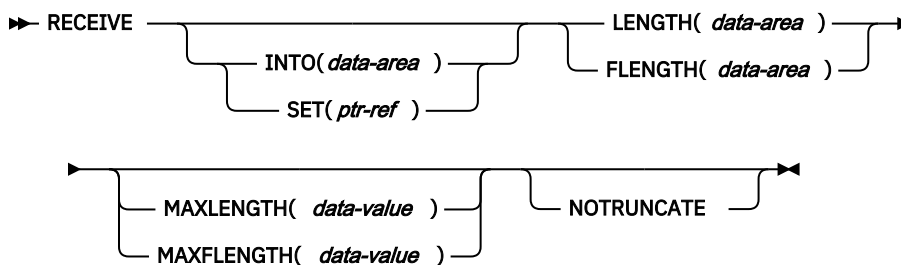 RECEIVE
INTO( data-area )
SET( ptr-ref )
LENGTH( data-area )
FLENGTH( data-area )
MAXLENGTH( data-value )
MAXFLENGTH( data-value )
NOTRUNCATE